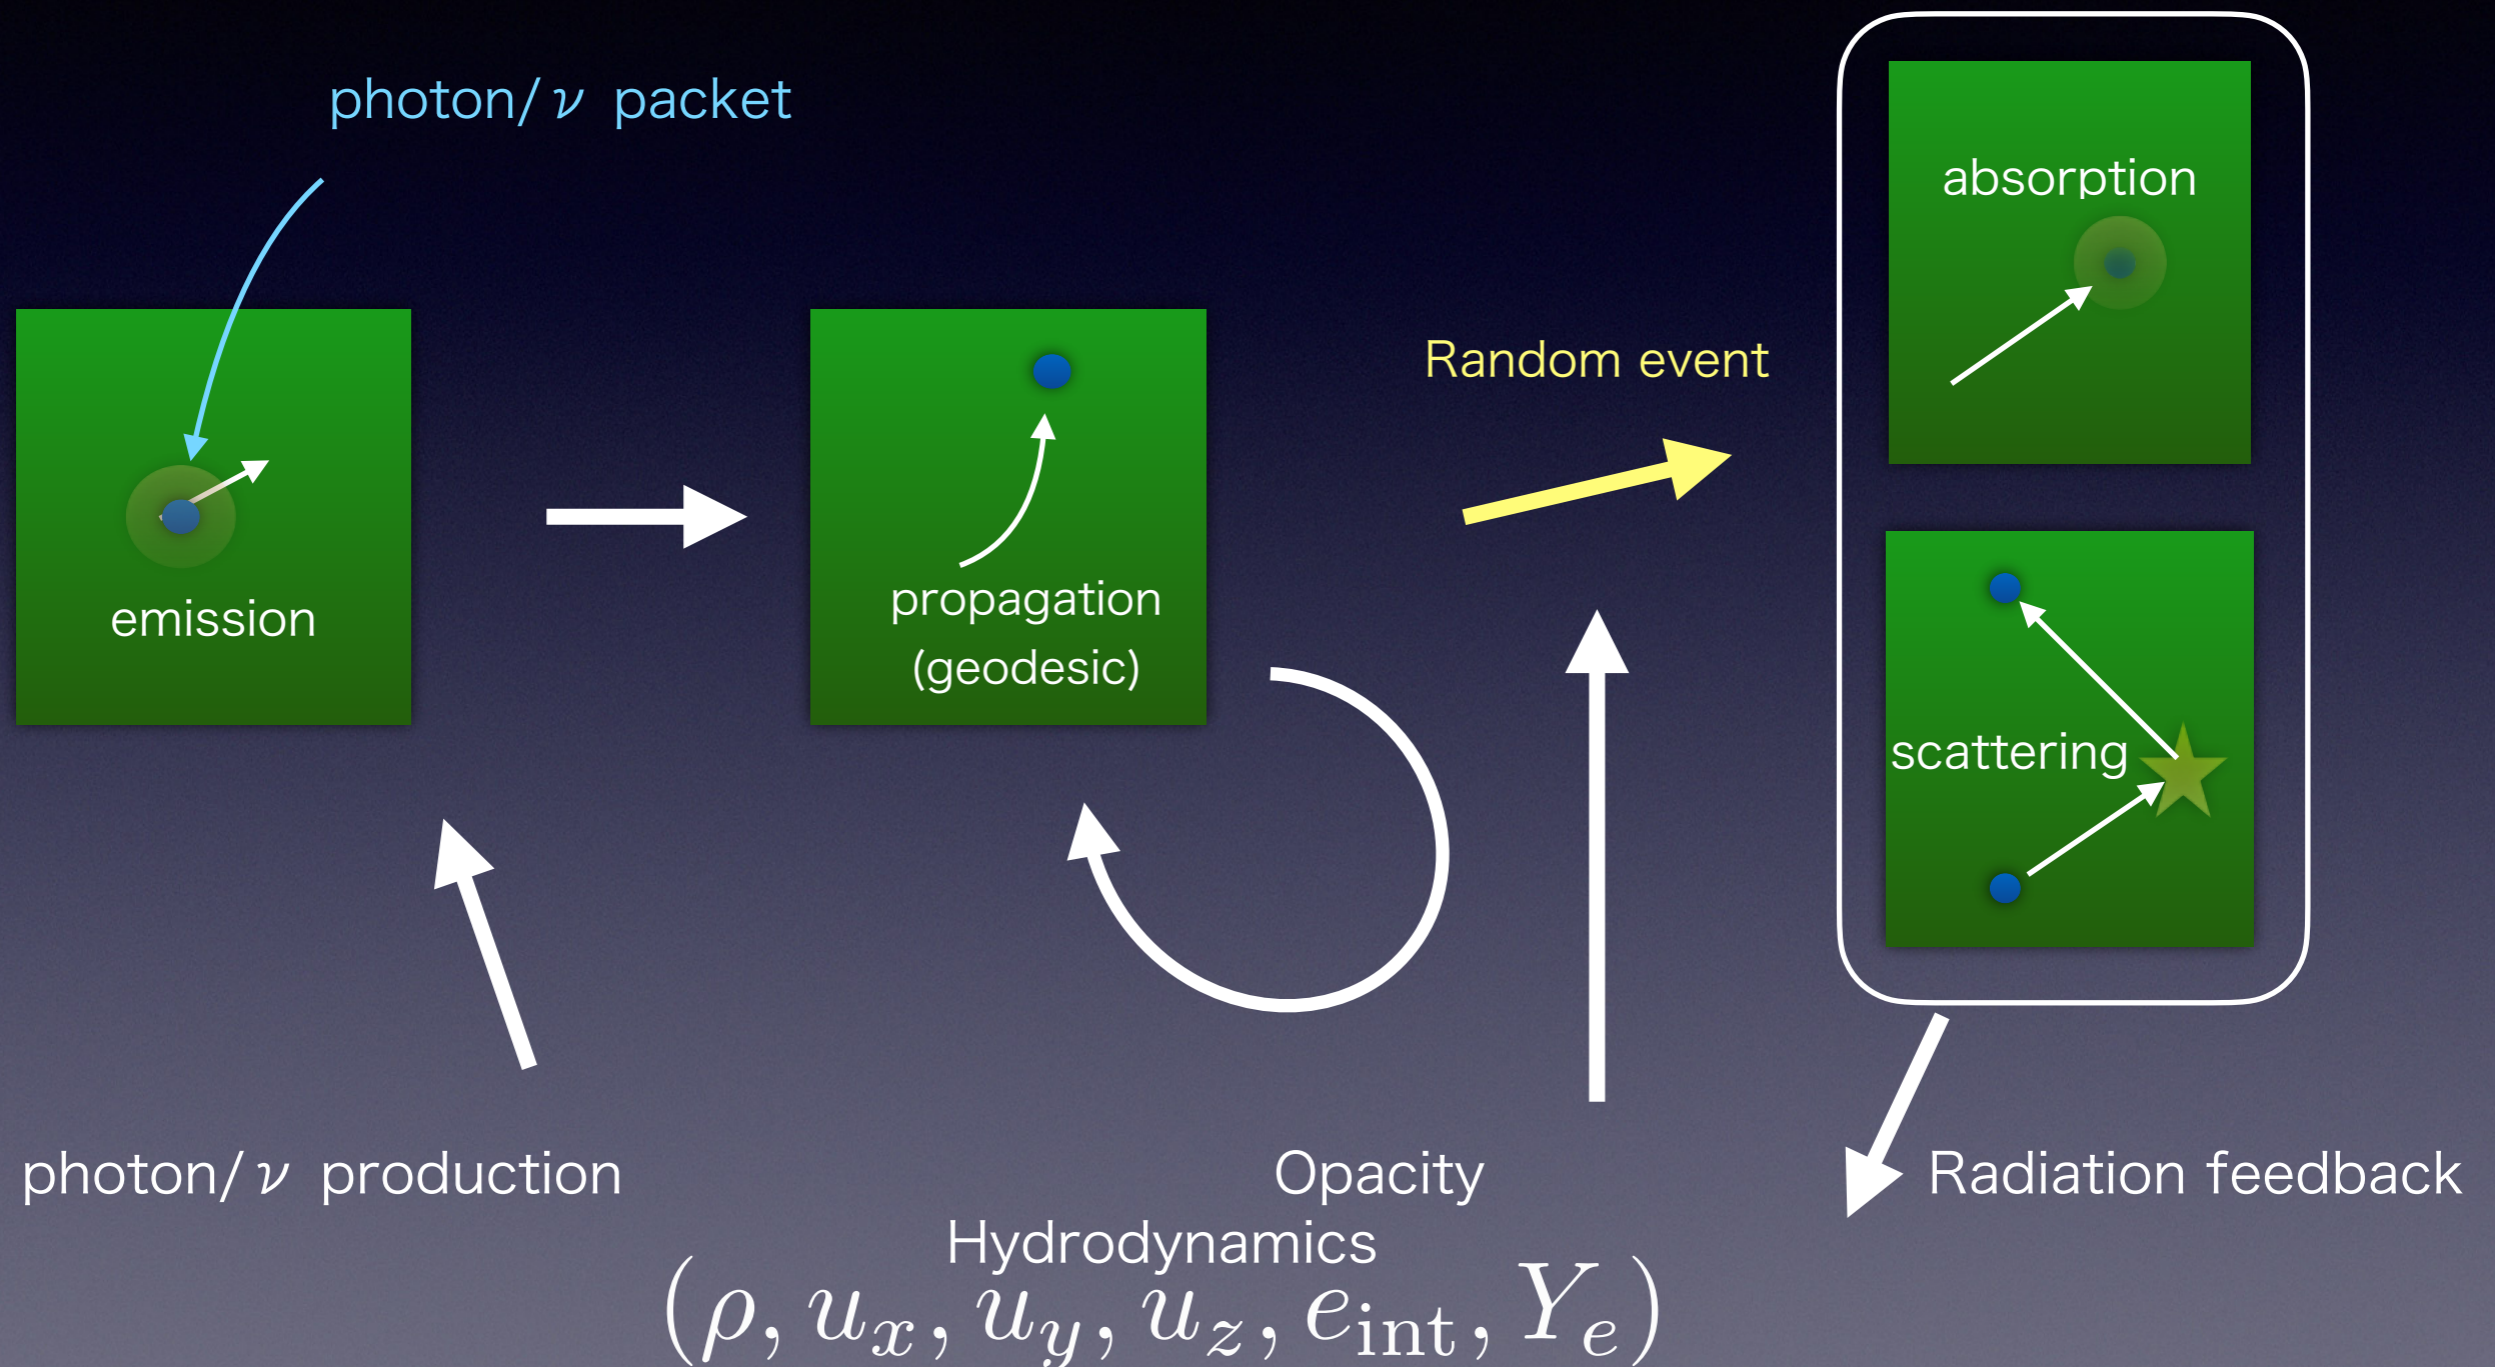 photon/ν packet
emission
propagation
(geodesic)
Random event
absorption
scattering
photon/ν production
Opacity
Radiation feedback
Hydrodynamics
(ρ, u_x, u_y, u_z, e_int, Y_e)